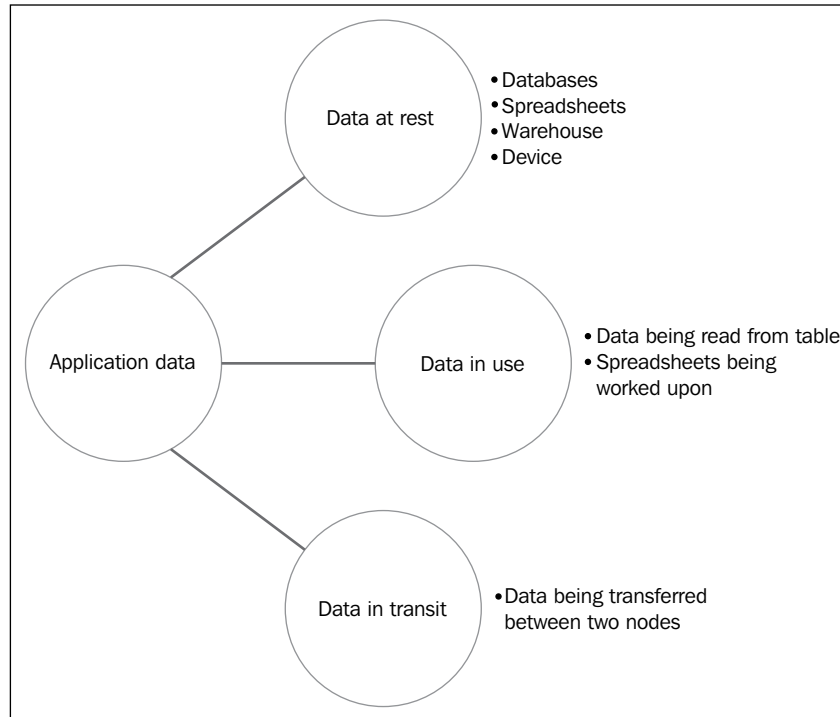 Data at rest
• Databases
• Spreadsheets
• Warehouse
• Device
Application data
Data in use
• Data being read from table
• Spreadsheets being
worked upon
Data in transit
• Data being transferred
between two nodes